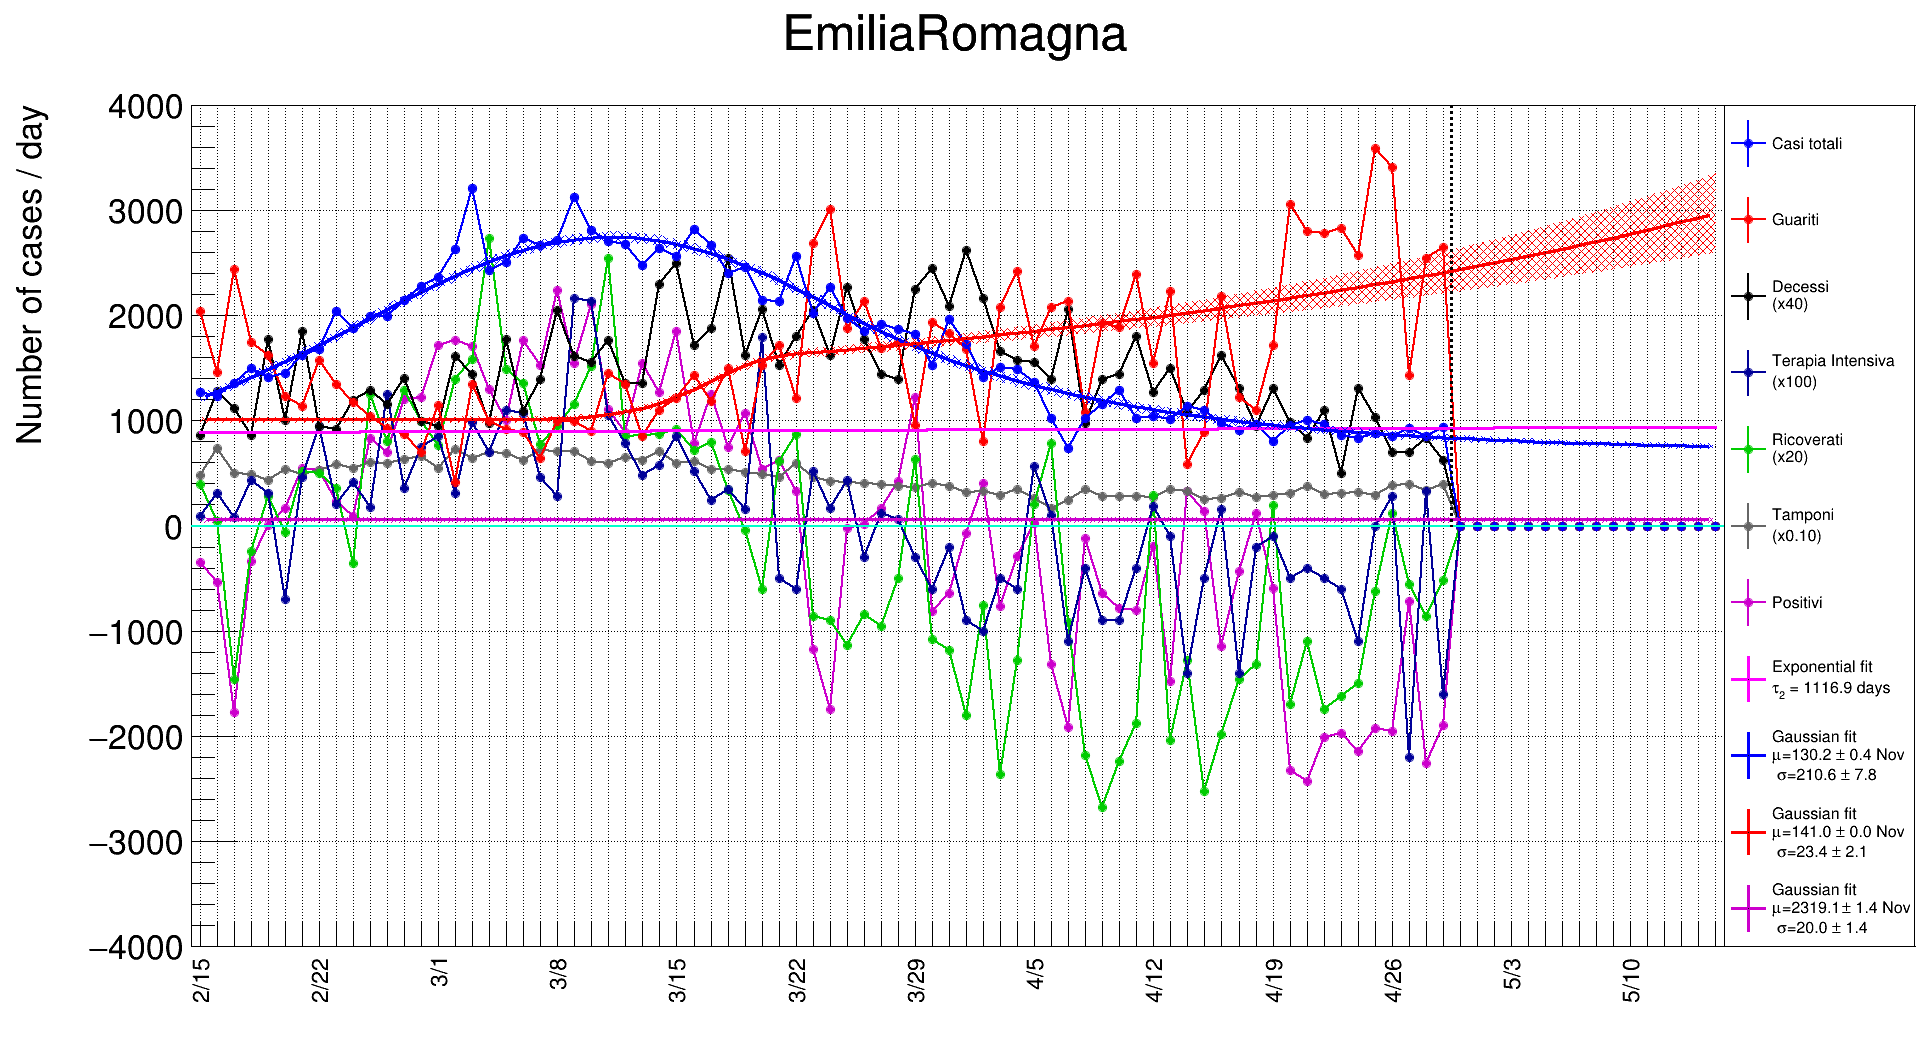 EmiliaRomagna
Number of cases / day
4000
3000
2000
1000
0
−1000
−2000
−3000
−4000
2/15
2/22
3/1
3/8
3/15
3/22
3/29
4/5
4/12
4/19
4/26
5/3
5/10
Casi totali
Guariti
Decessi
(x40)
Terapia Intensiva
(x100)
Ricoverati
(x20)
Tamponi
(x0.10)
Positivi
Exponential fit
τ2 = 1116.9 days
Gaussian fit
μ=130.2 ± 0.4 Nov
σ=210.6 ± 7.8
Gaussian fit
μ=141.0 ± 0.0 Nov
σ=23.4 ± 2.1
Gaussian fit
μ=2319.1 ± 1.4 Nov
σ=20.0 ± 1.4